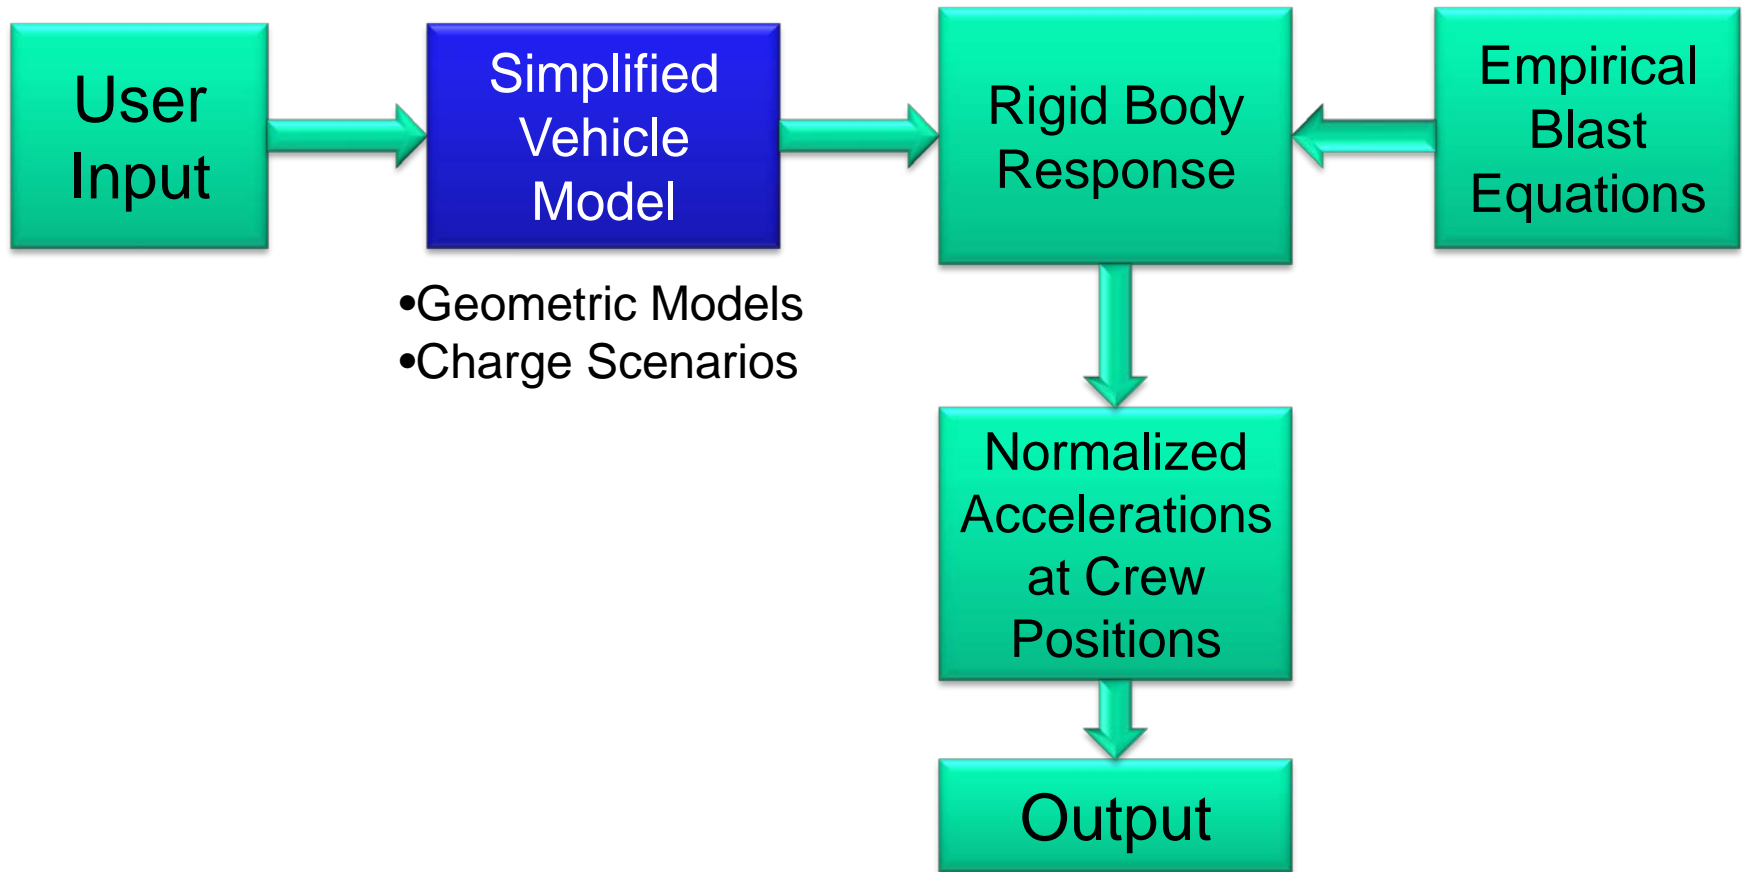 User
Input
Simplified
Vehicle
Model
•Geometric Models
•Charge Scenarios
Rigid Body
Response
Empirical
Blast
Equations
Normalized
Accelerations
at Crew
Positions
Output